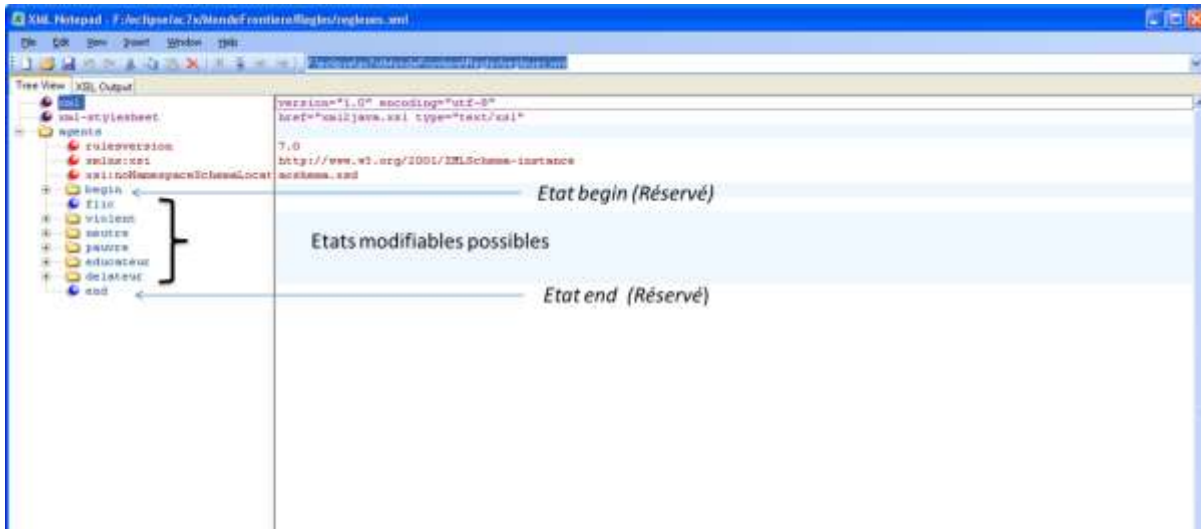 XML Notepad - F:/eclipse/ac7x/MondeFrontiere/Regles/regleues.xml
File Edit View Insert Window Help
Tree View XSL Output
xml version="1.0" encoding="utf-8"
xml-stylesheet href="xml2java.xsl type="text/xsl"
agents
rulesversion 7.0
xmlns:xsi http://www.w3.org/2001/XMLSchema-instance
xsi:noNamespaceSchemaLocat acshema.xsd
begin Etat begin (Réservé)
flic
violent
neutre
pauvre Etats modifiables possibles
educateur
delateur
end Etat end (Réservé)